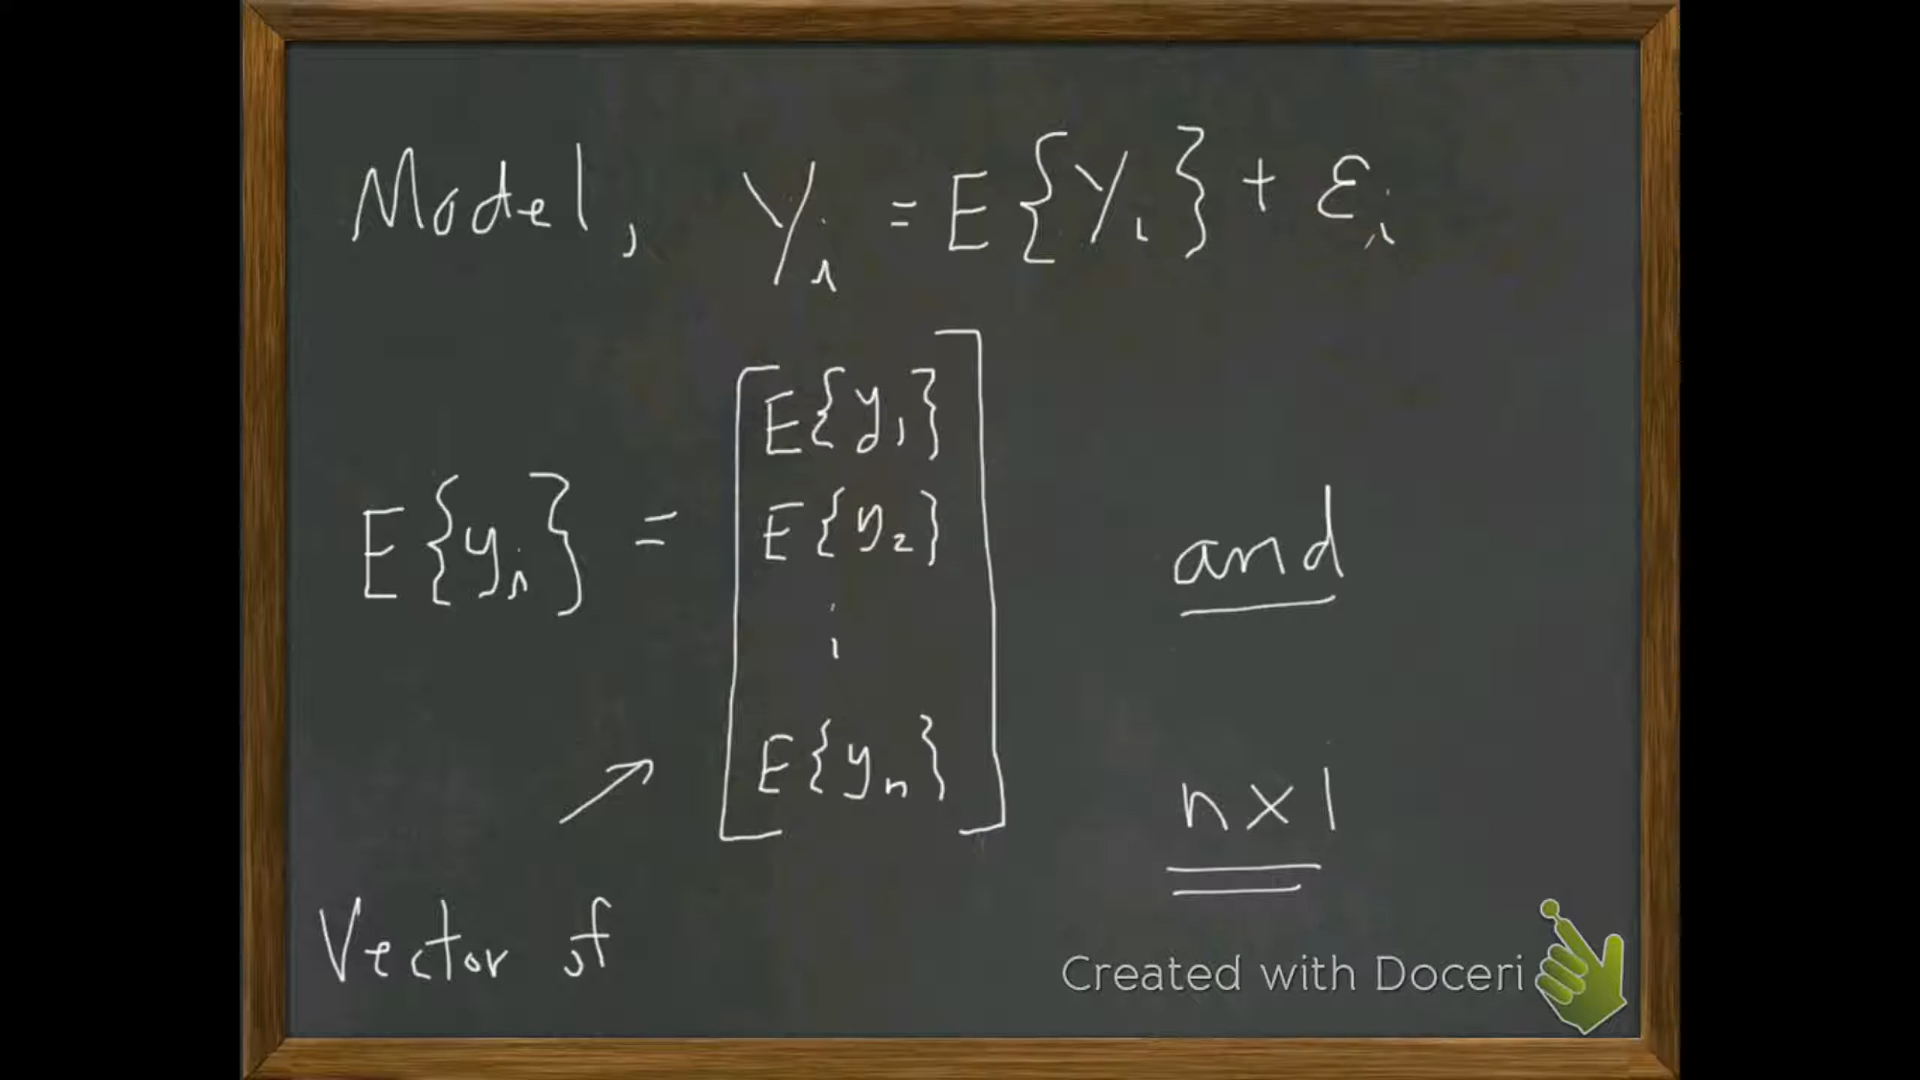 Model, Yi = E{Yi} + εi
E{yi} = [E{y1} E{y2} ⋮ E{yn}] and
n×1
Vector of
Created with Doceri